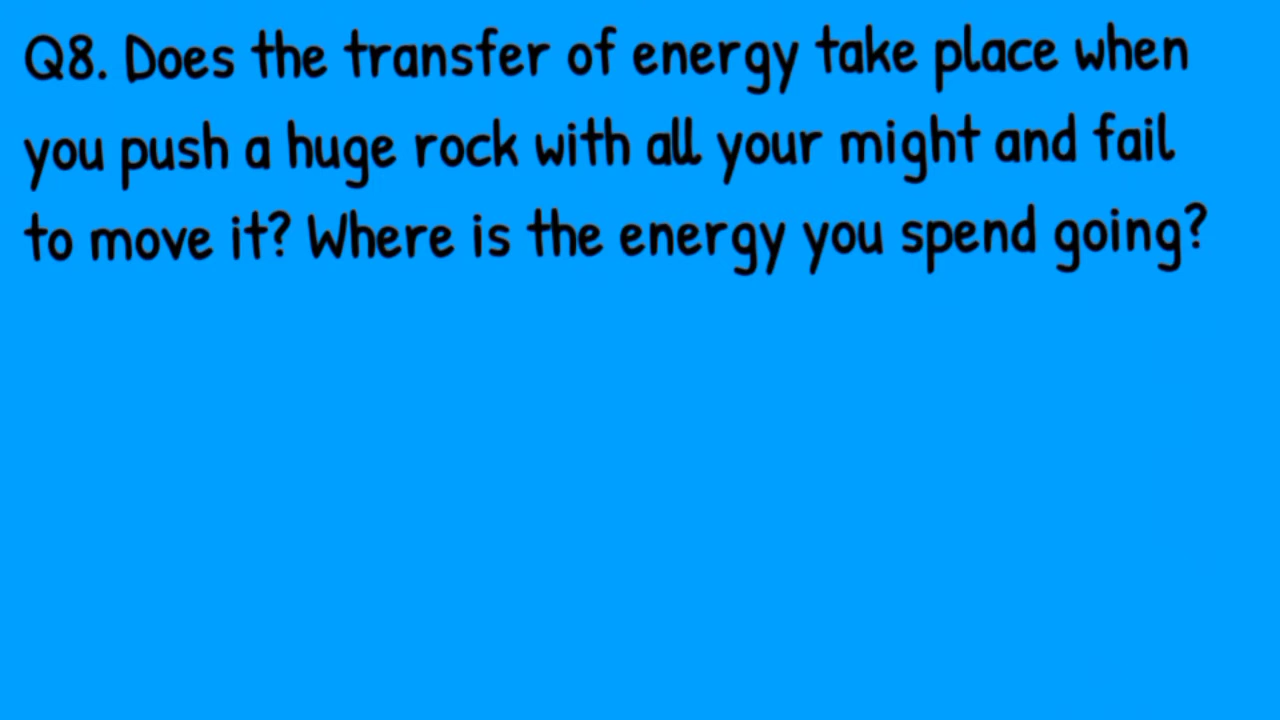 Q8. Does the transfer of energy take place when
you push a huge rock with all your might and fail
to move it? Where is the energy you spend going?